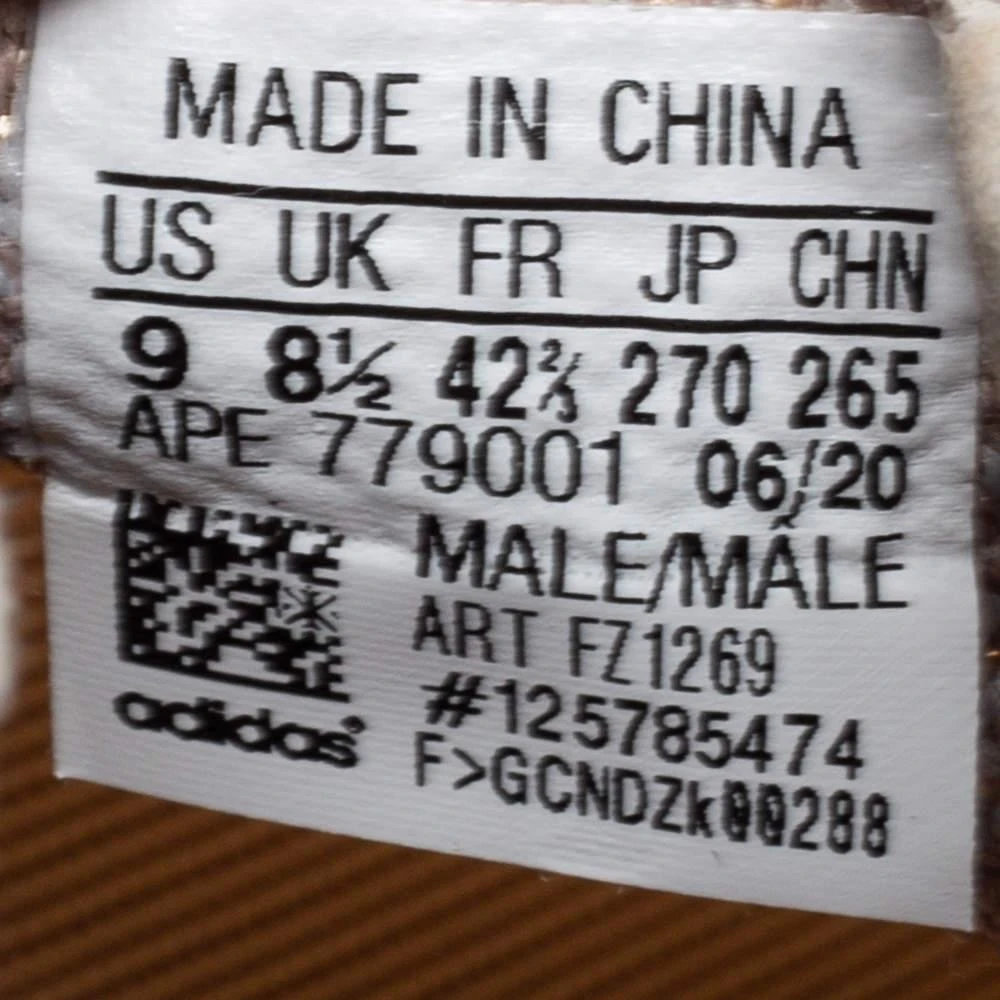 MADE IN CHINA
US UK FR JP CHN
9 8½ 42⅔ 270 265
APE 779001 06/20
MALE/MÂLE
ART FZ1269
#125785474
F>GCNDZk00288
adidas